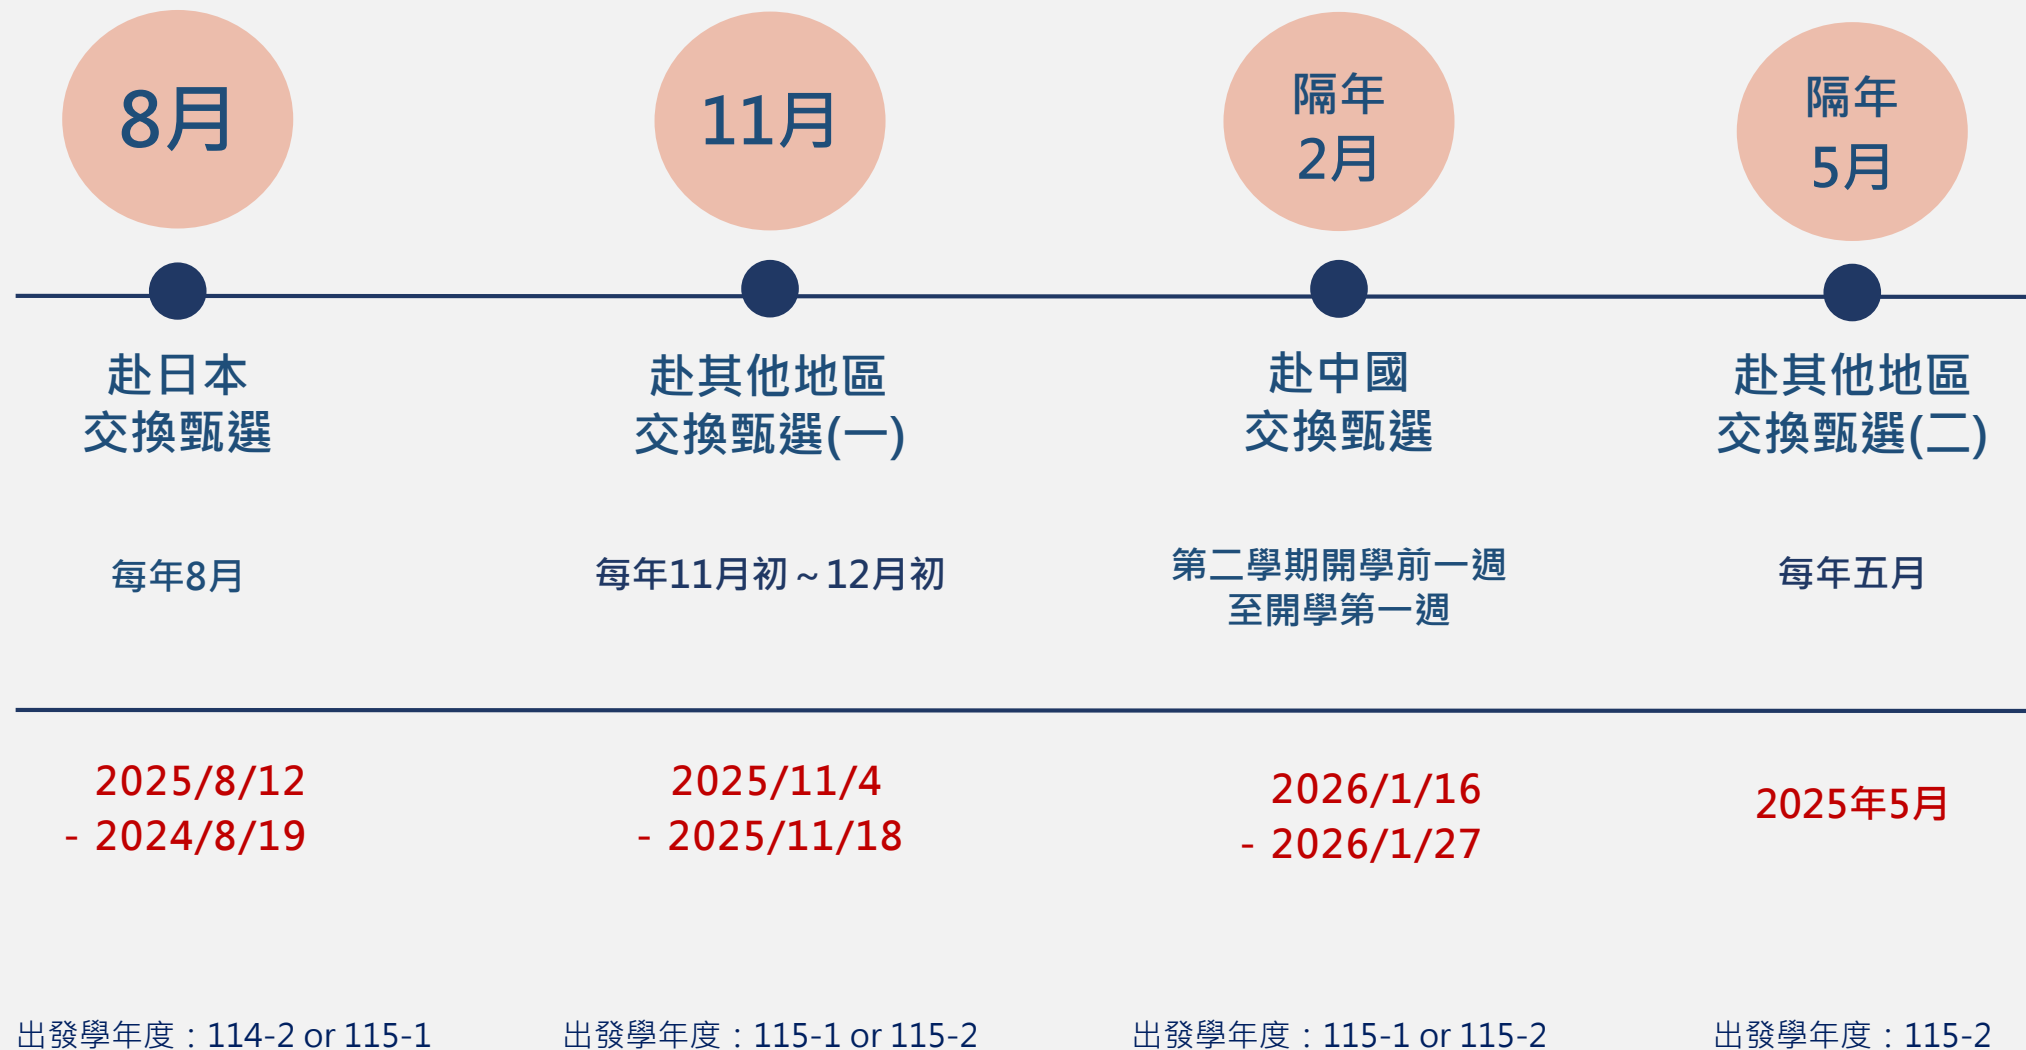 8月
11月
隔年
2月
隔年
5月
赴日本
交換甄選
赴其他地區
交換甄選(一)
赴中國
交換甄選
赴其他地區
交換甄選(二)
每年8月
每年11月初~12月初
第二學期開學前一週
至開學第一週
每年五月
2025/8/12
- 2024/8/19
2025/11/4
- 2025/11/18
2026/1/16
- 2026/1/27
2025年5月
出發學年度：114-2 or 115-1
出發學年度：115-1 or 115-2
出發學年度：115-1 or 115-2
出發學年度：115-2